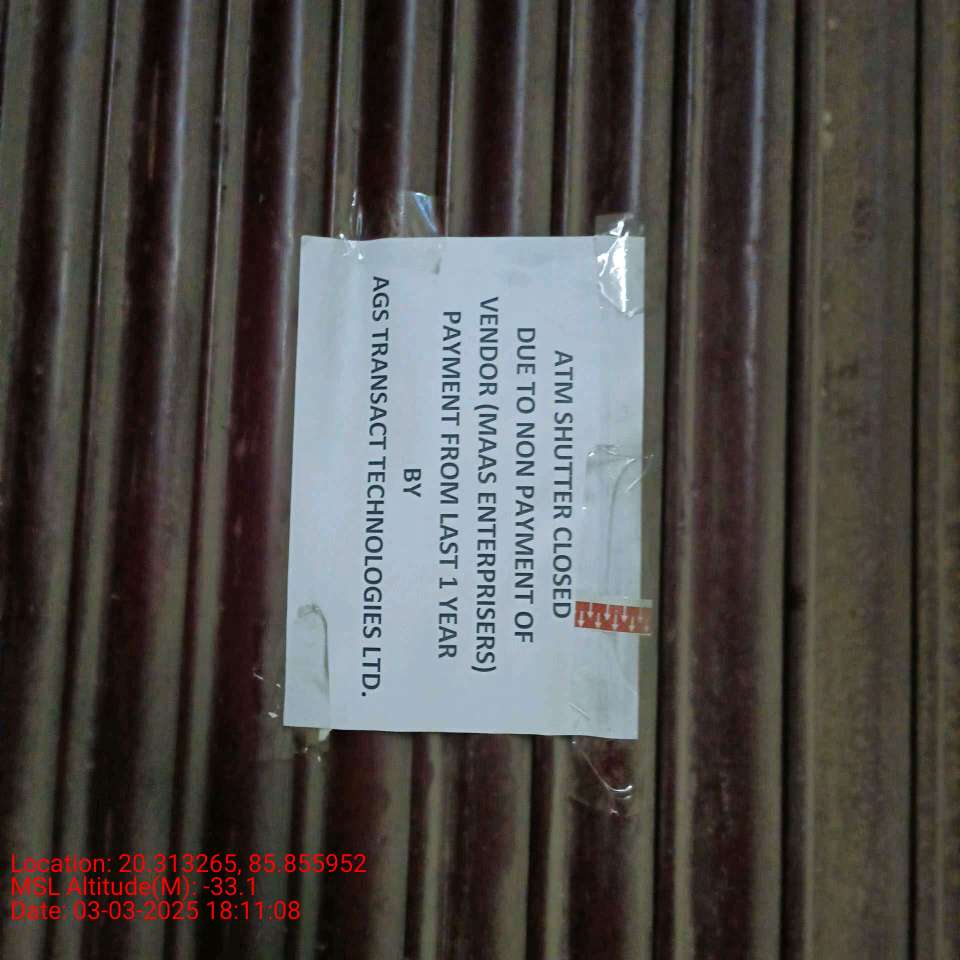 ATM SHUTTER CLOSED
DUE TO NON PAYMENT OF
VENDOR (MAAS ENTERPRISERS)
PAYMENT FROM LAST 1 YEAR
BY
AGS TRANSACT TECHNOLOGIES LTD.
Location: 20.313265, 85.855952
MSL Altitude(M): -33.1
Date: 03-03-2025 18:11:08